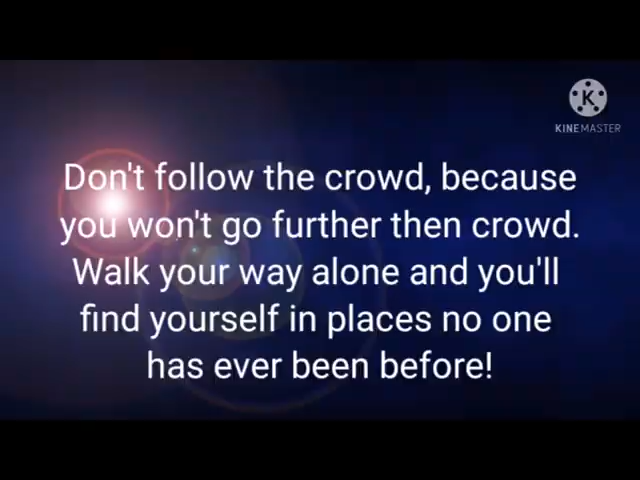 KINEMASTER
Don't follow the crowd, because
you won't go further then crowd.
Walk your way alone and you'll
find yourself in places no one
has ever been before!